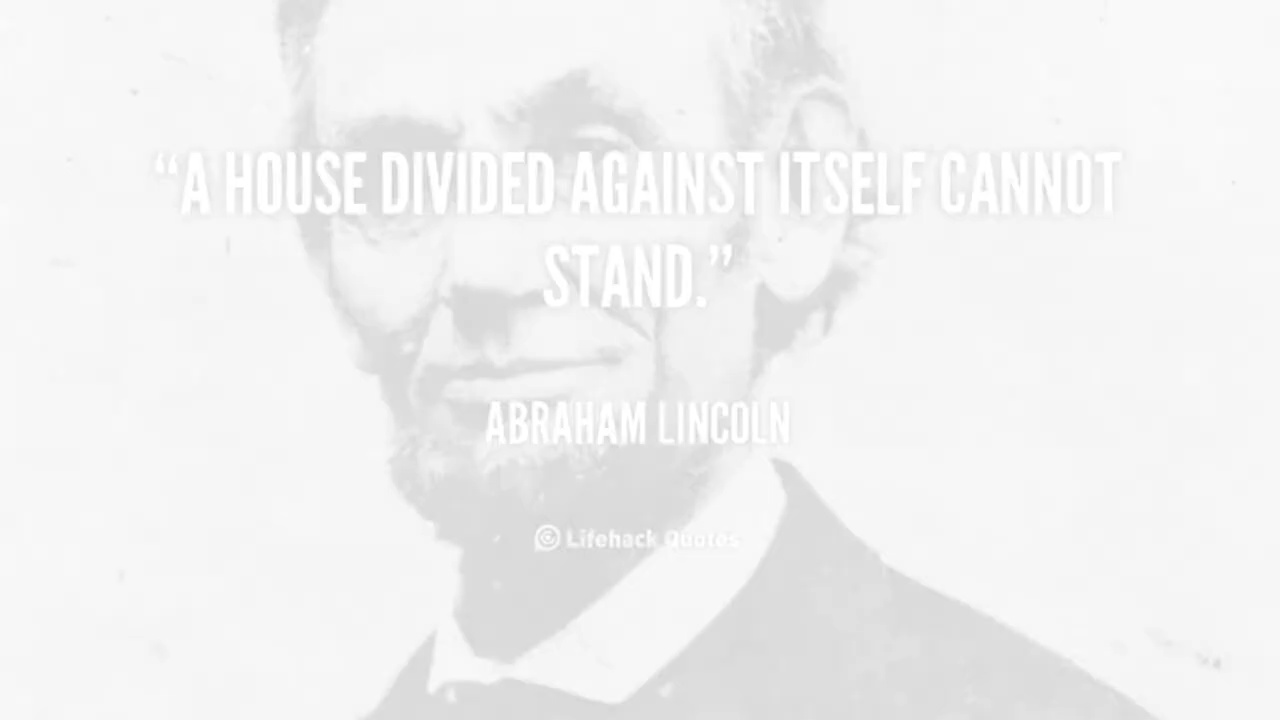 “A HOUSE DIVIDED AGAINST ITSELF CANNOT
STAND.”
ABRAHAM LINCOLN
Lifehack Quotes